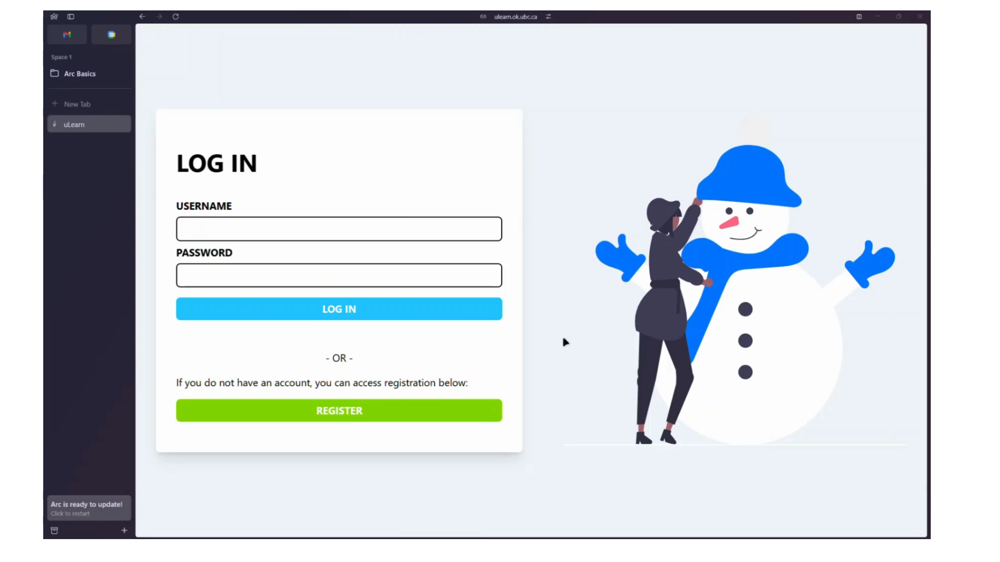 ulearn.ok.ubc.ca
Space 1
Arc Basics
New Tab
uLearn
LOG IN
USERNAME
PASSWORD
LOG IN
- OR -
If you do not have an account, you can access registration below:
REGISTER
Arc is ready to update!
Click to restart